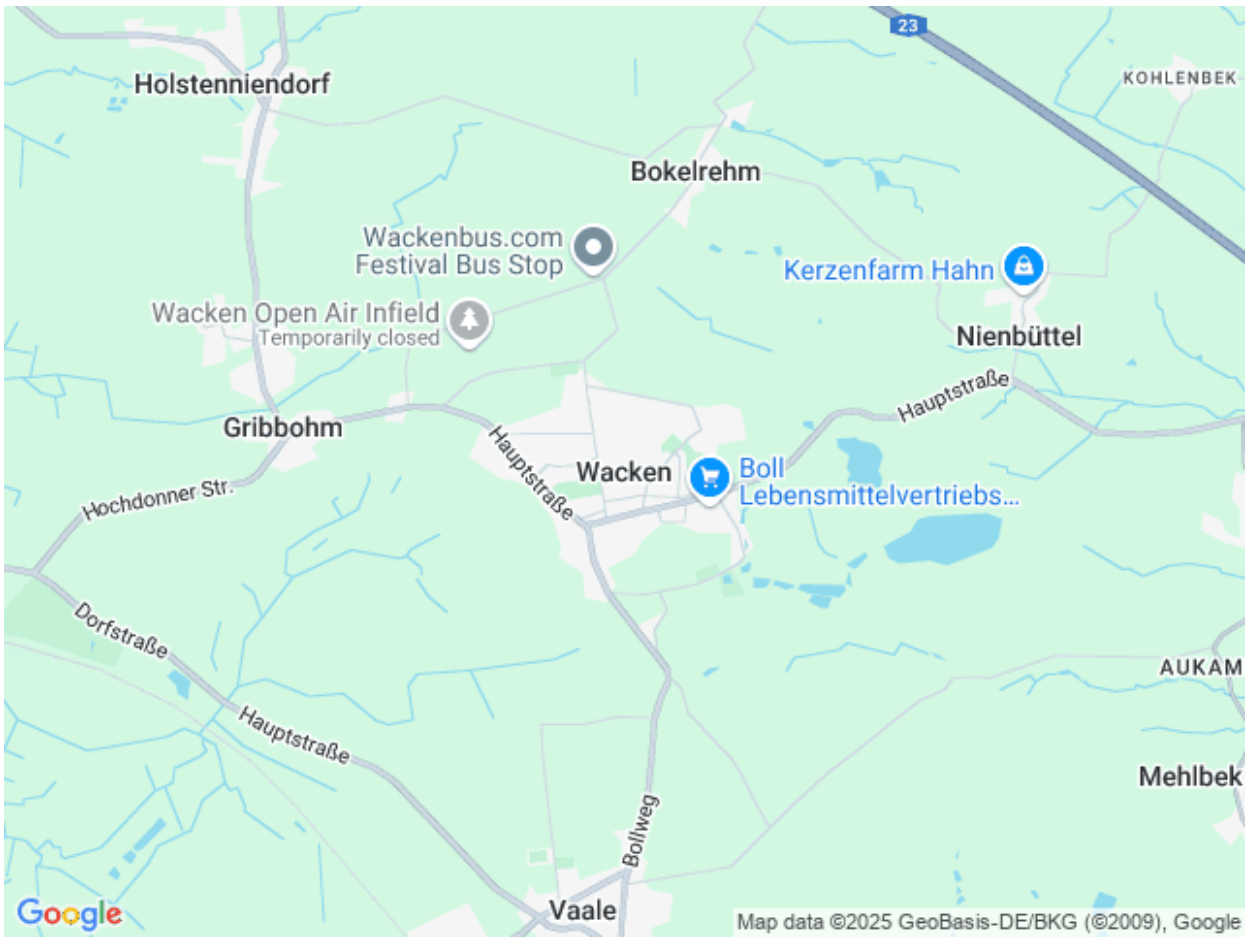 23
Holstenniendorf
KOHLENBEK
Bokelrehm
Wackenbus.com
Festival Bus Stop
Kerzenfarm Hahn
Wacken Open Air Infield
Temporarily closed
Nienbüttel
Hauptstraße
Gribbohm
Hauptstraße
Wacken
Boll
Lebensmittelvertriebs...
Hochdonner Str.
Dorfstraße
AUKAM
Hauptstraße
Mehlbek
Bollweg
Vaale
Google
Map data ©2025 GeoBasis-DE/BKG (©2009), Google